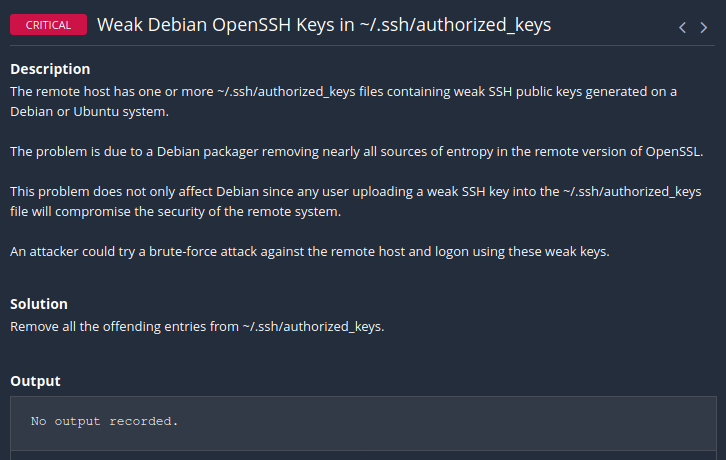 CRITICAL Weak Debian OpenSSH Keys in ~/.ssh/authorized_keys
Description
The remote host has one or more ~/.ssh/authorized_keys files containing weak SSH public keys generated on a
Debian or Ubuntu system.
The problem is due to a Debian packager removing nearly all sources of entropy in the remote version of OpenSSL.
This problem does not only affect Debian since any user uploading a weak SSH key into the ~/.ssh/authorized_keys
file will compromise the security of the remote system.
An attacker could try a brute-force attack against the remote host and logon using these weak keys.
Solution
Remove all the offending entries from ~/.ssh/authorized_keys.
Output
No output recorded.